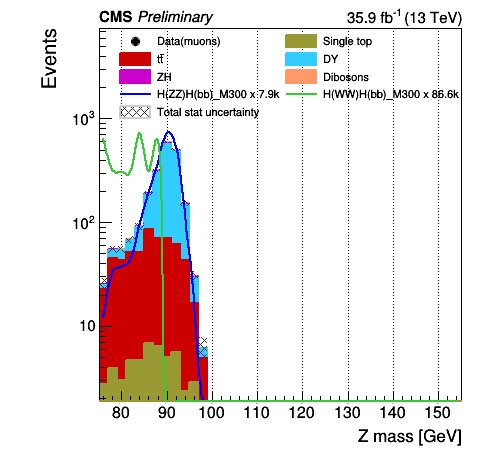 CMS Preliminary 35.9 fb⁻¹ (13 TeV)
Events
Data(muons) Single top
tt̄ DY
ZH Dibosons
H(ZZ)H(bb)_M300 x 7.9k H(WW)H(bb)_M300 x 86.6k
Total stat uncertainty
10³
10²
10
80 90 100 110 120 130 140 150
Z mass [GeV]